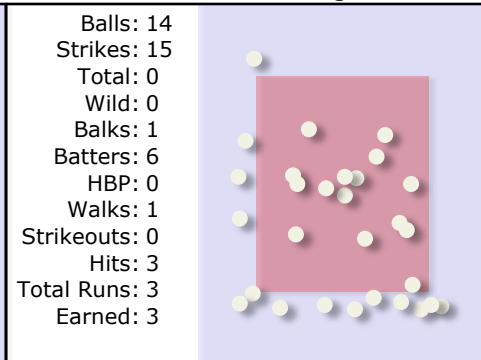 Balls: 14
Strikes: 15
Total: 0
Wild: 0
Balks: 1
Batters: 6
HBP: 0
Walks: 1
Strikeouts: 0
Hits: 3
Total Runs: 3
Earned: 3